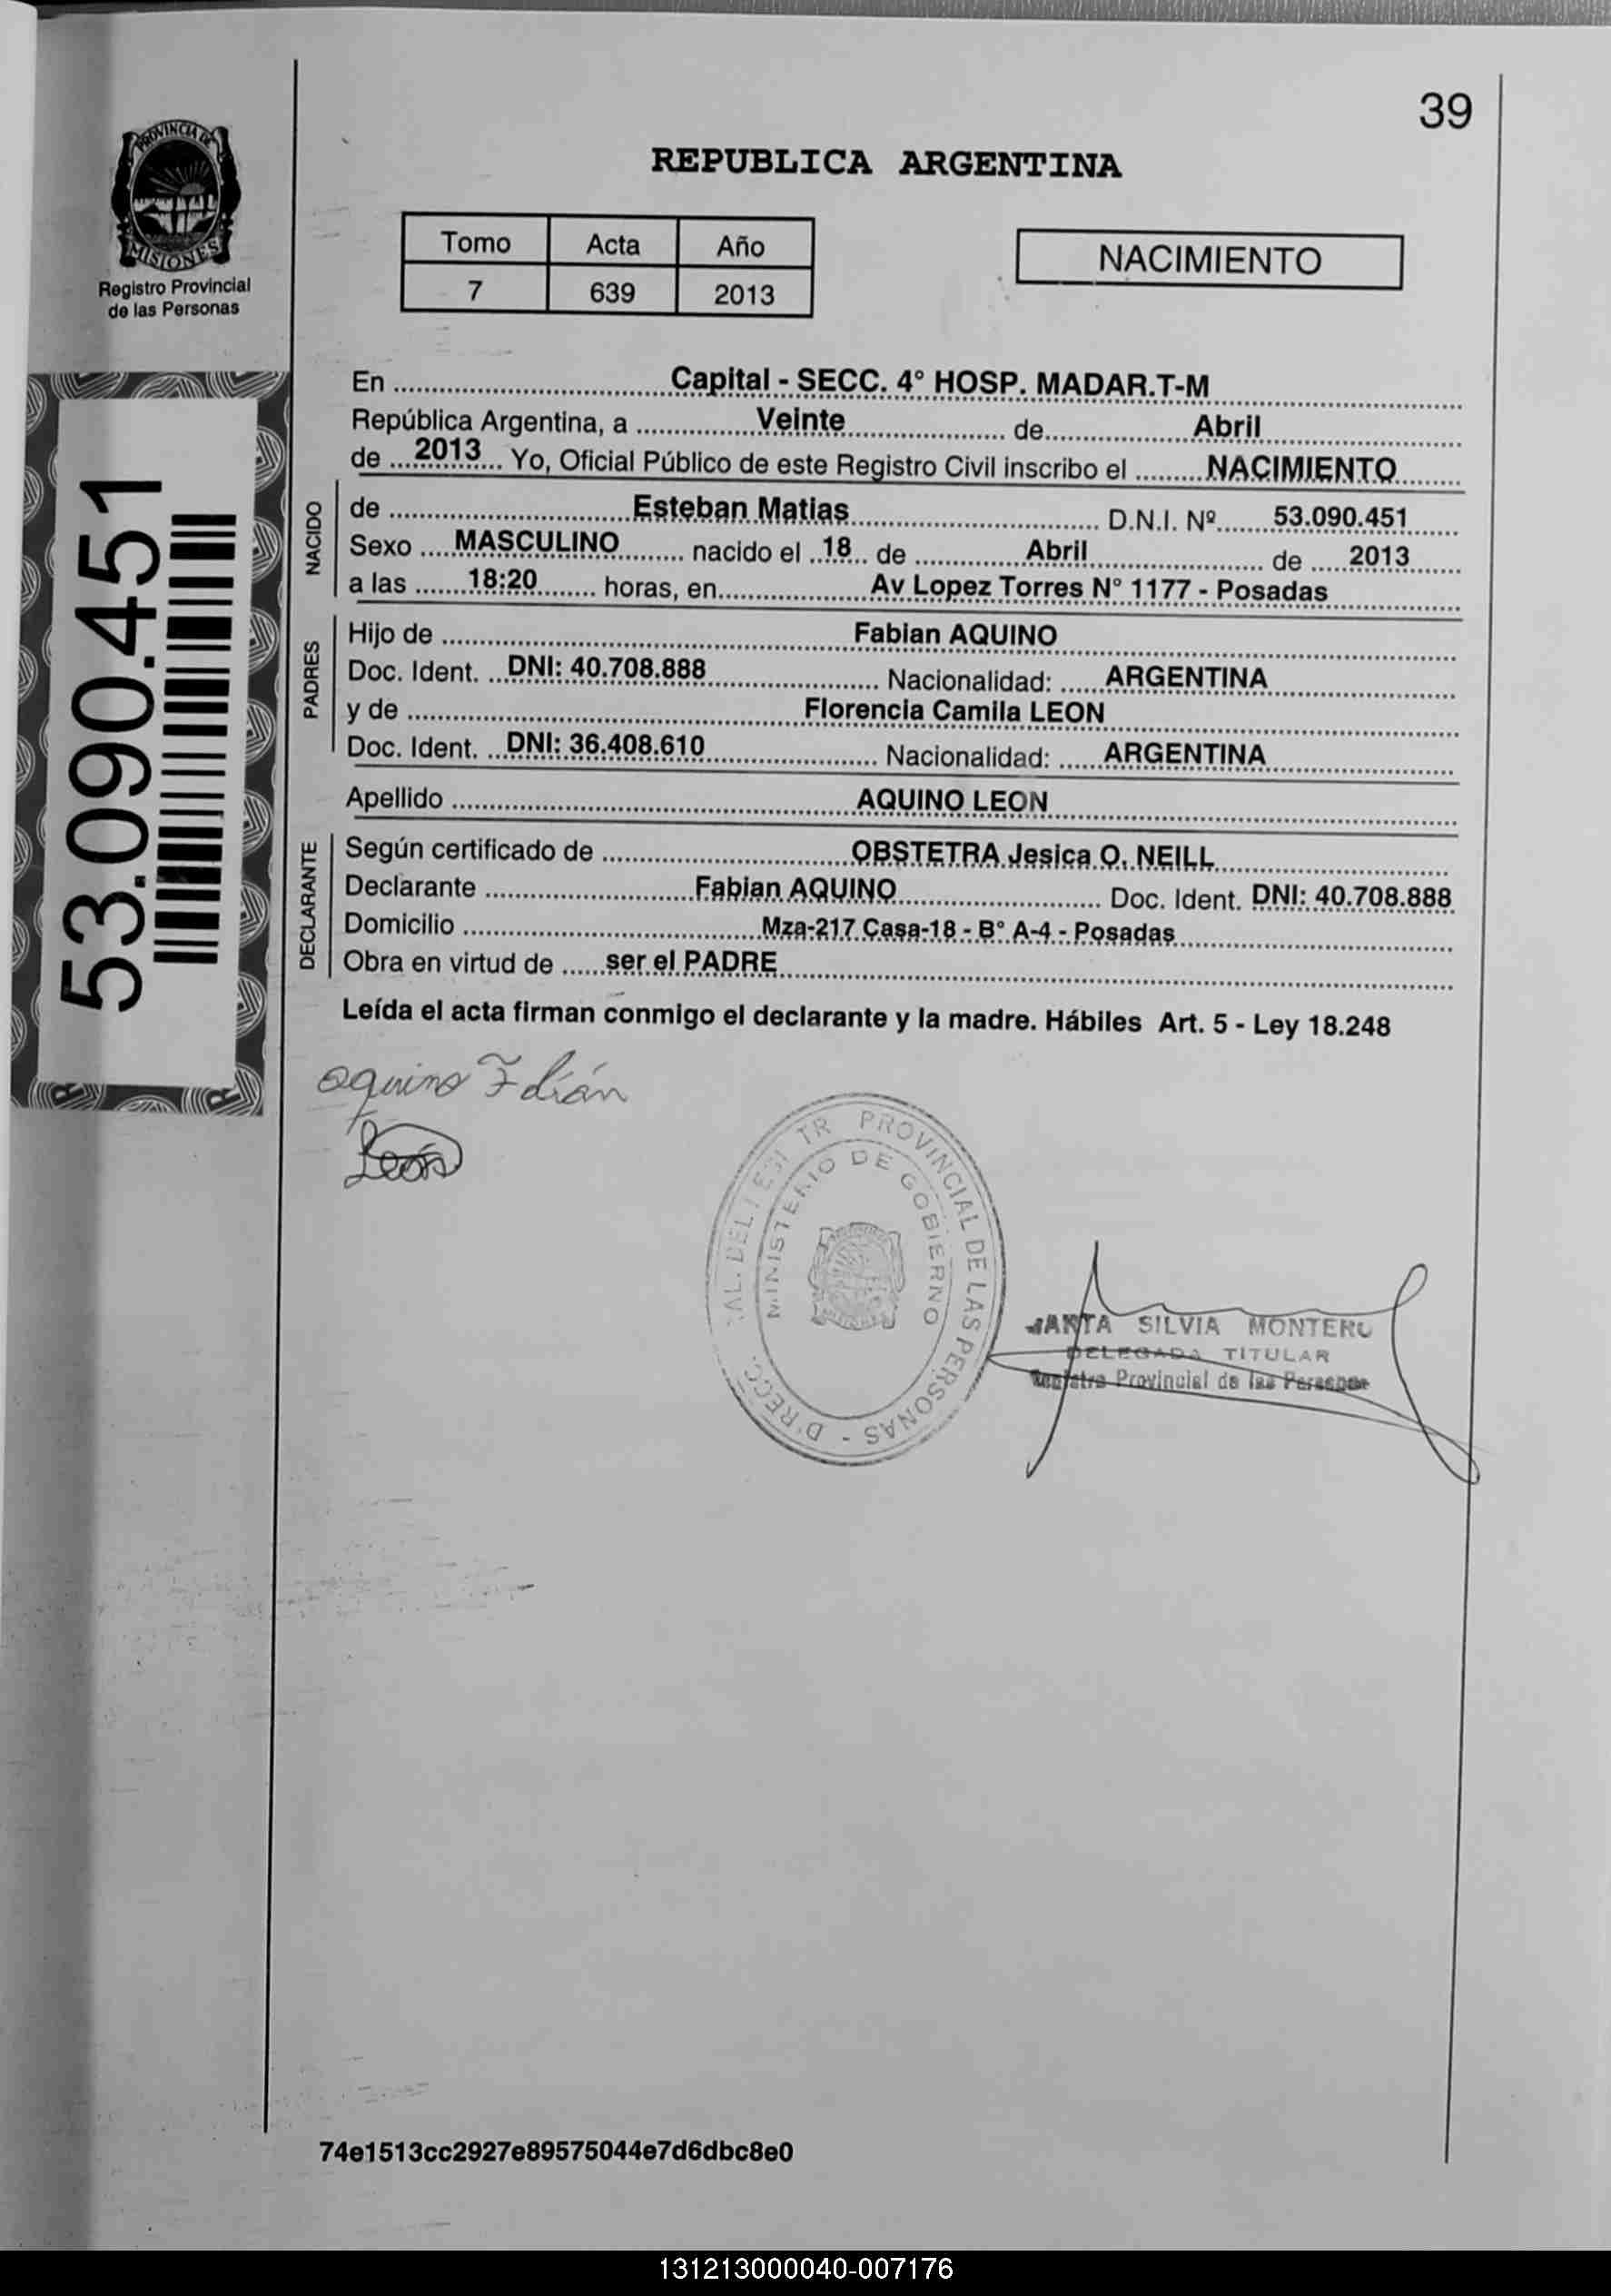 39
PROVINCIA DE
MISIONES
Registro Provincial
de las Personas
REPUBLICA ARGENTINA
Tomo Acta Año
7 639 2013
NACIMIENTO
53.090.451
En Capital - SECC. 4° HOSP. MADAR.T-M
República Argentina, a Veinte de Abril
de 2013 Yo, Oficial Público de este Registro Civil inscribo el NACIMIENTO
NACIDO
de Esteban Matias D.N.I. Nº 53.090.451
Sexo MASCULINO nacido el 18 de Abril de 2013
a las 18:20 horas, en Av Lopez Torres N° 1177 - Posadas
PADRES
Hijo de Fabian AQUINO
Doc. Ident. DNI: 40.708.888 Nacionalidad: ARGENTINA
y de Florencia Camila LEON
Doc. Ident. DNI: 36.408.610 Nacionalidad: ARGENTINA
Apellido AQUINO LEON
DECLARANTE
Según certificado de OBSTETRA Jesica O. NEILL
Declarante Fabian AQUINO Doc. Ident. DNI: 40.708.888
Domicilio Mza-217 Casa-18 - B° A-4 - Posadas
Obra en virtud de ser el PADRE
Leída el acta firman conmigo el declarante y la madre. Hábiles Art. 5 - Ley 18.248
aquino
León
PROVINCIAL DE LAS PERSONAS
MINISTERIO DE GOBIERNO
SILVIA MONTERO
DELEGADA TITULAR
Registro Provincial de las Personas
74e1513cc2927e89575044e7d6dbc8e0
131213000040-007176